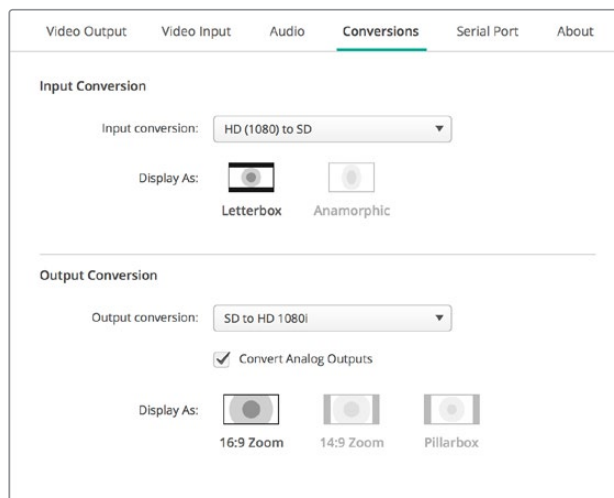 Video Output Video Input Audio Conversions Serial Port About
Input Conversion
Input conversion: HD (1080) to SD
Display As:
Letterbox Anamorphic
Output Conversion
Output conversion: SD to HD 1080i
Convert Analog Outputs
Display As:
16:9 Zoom 14:9 Zoom Pillarbox